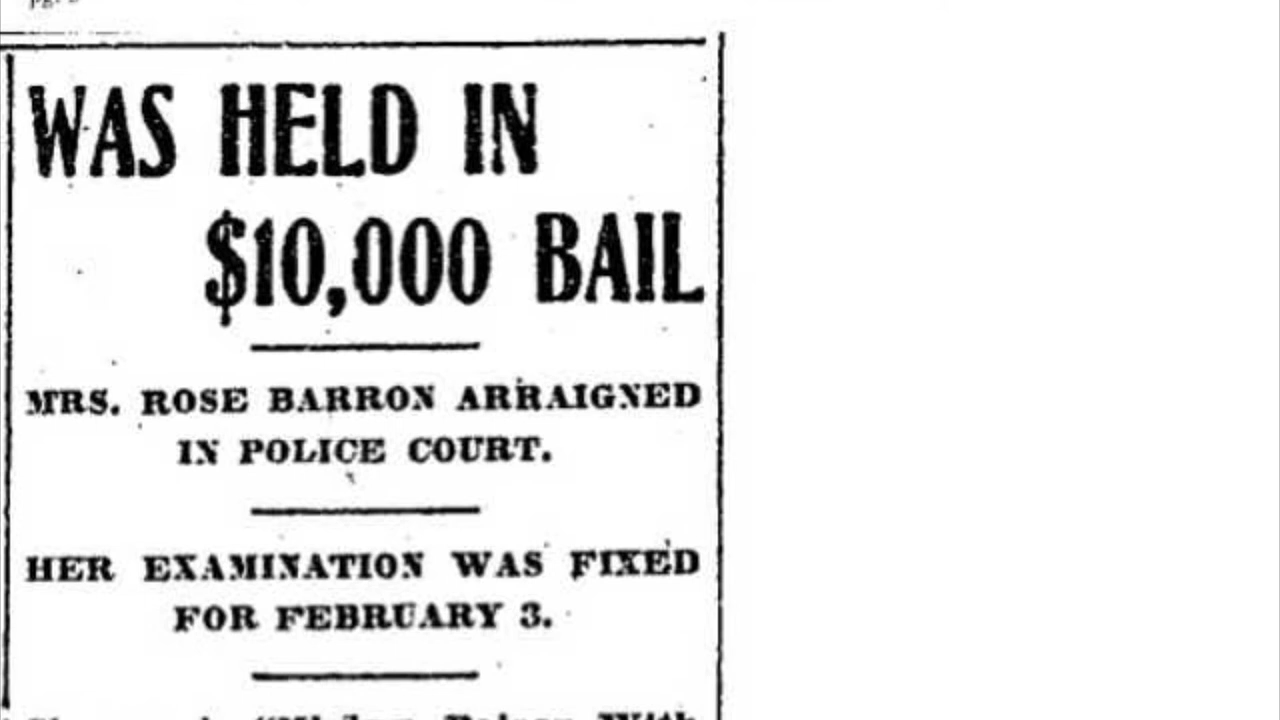 WAS HELD IN
$10,000 BAIL
MRS. ROSE BARRON ARRAIGNED
IN POLICE COURT.
HER EXAMINATION WAS FIXED
FOR FEBRUARY 3.